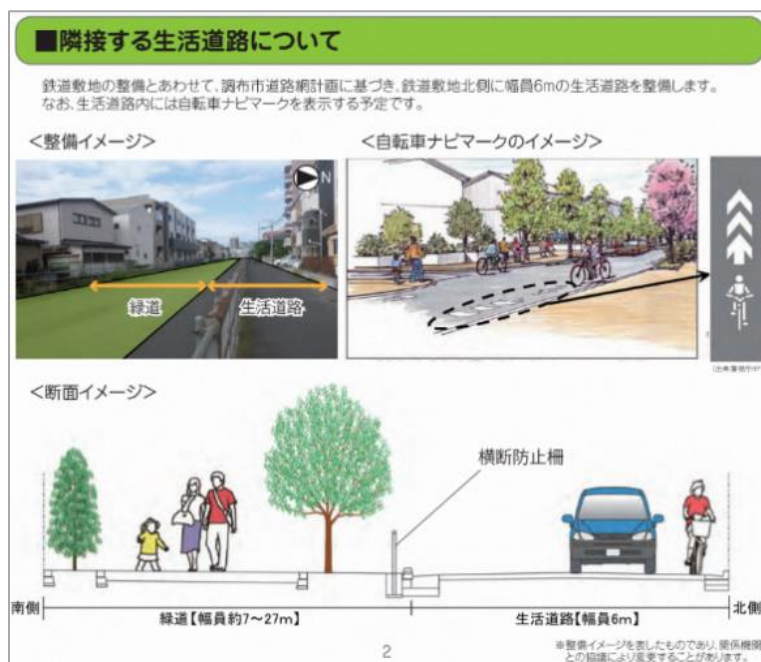 ■隣接する生活道路について
鉄道敷地の整備とあわせて、調布市道路網計画に基づき、鉄道敷地北側に幅員6mの生活道路を整備します。
なお、生活道路内には自転車ナビマークを表示する予定です。
<整備イメージ>
<自転車ナビマークのイメージ>
N
緑道
生活道路
<断面イメージ>
横断防止柵
南側
緑道【幅員約7～27m】
生活道路【幅員6m】
北側
2
※整備イメージを表したものであり、関係機関
との協議により変更することがあります。